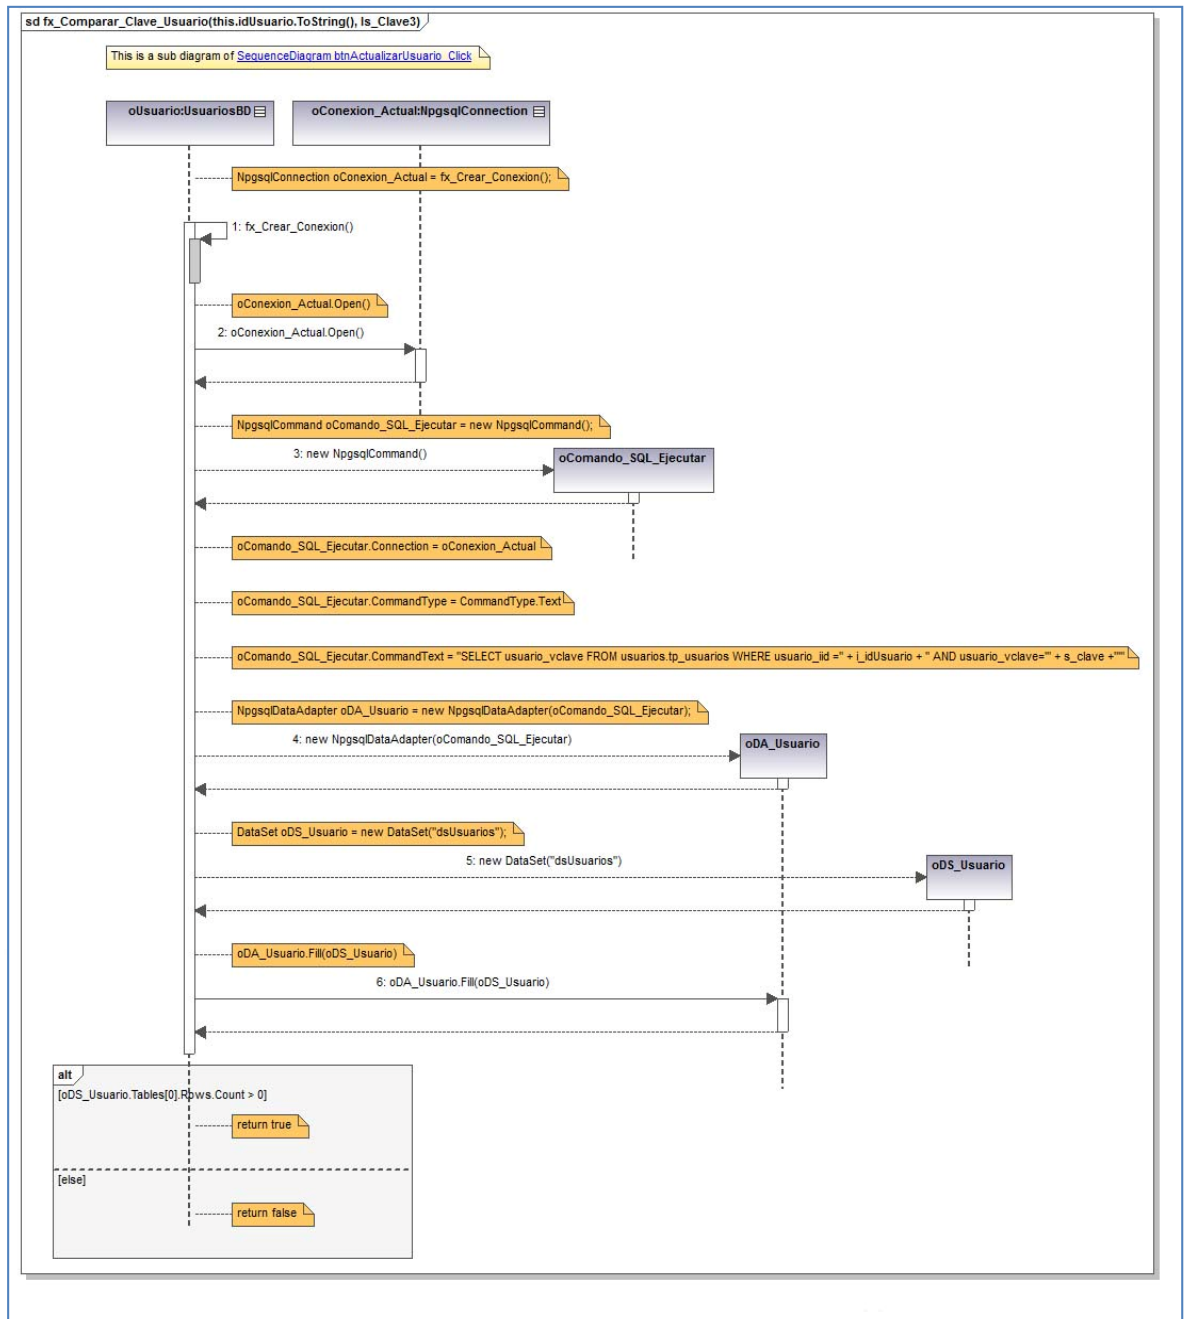 sd fx_Comparar_Clave_Usuario(this.idUsuario.ToString(), ls_Clave3)
This is a sub diagram of SequenceDiagram btnActualizarUsuario_Click
oUsuario:UsuariosBD
oConexion_Actual:NpgsqlConnection
NpgsqlConnection oConexion_Actual = fx_Crear_Conexion();
1: fx_Crear_Conexion()
oConexion_Actual.Open()
2: oConexion_Actual.Open()
NpgsqlCommand oComando_SQL_Ejecutar = new NpgsqlCommand();
3: new NpgsqlCommand()
oComando_SQL_Ejecutar
oComando_SQL_Ejecutar.Connection = oConexion_Actual
oComando_SQL_Ejecutar.CommandType = CommandType.Text
oComando_SQL_Ejecutar.CommandText = "SELECT usuario_vclave FROM usuarios.tp_usuarios WHERE usuario_iid =" + i_idUsuario + " AND usuario_vclave='" + s_clave +"'"
NpgsqlDataAdapter oDA_Usuario = new NpgsqlDataAdapter(oComando_SQL_Ejecutar);
4: new NpgsqlDataAdapter(oComando_SQL_Ejecutar)
oDA_Usuario
DataSet oDS_Usuario = new DataSet("dsUsuarios");
5: new DataSet("dsUsuarios")
oDS_Usuario
oDA_Usuario.Fill(oDS_Usuario)
6: oDA_Usuario.Fill(oDS_Usuario)
alt
[oDS_Usuario.Tables[0].Rows.Count > 0]
return true
[else]
return false